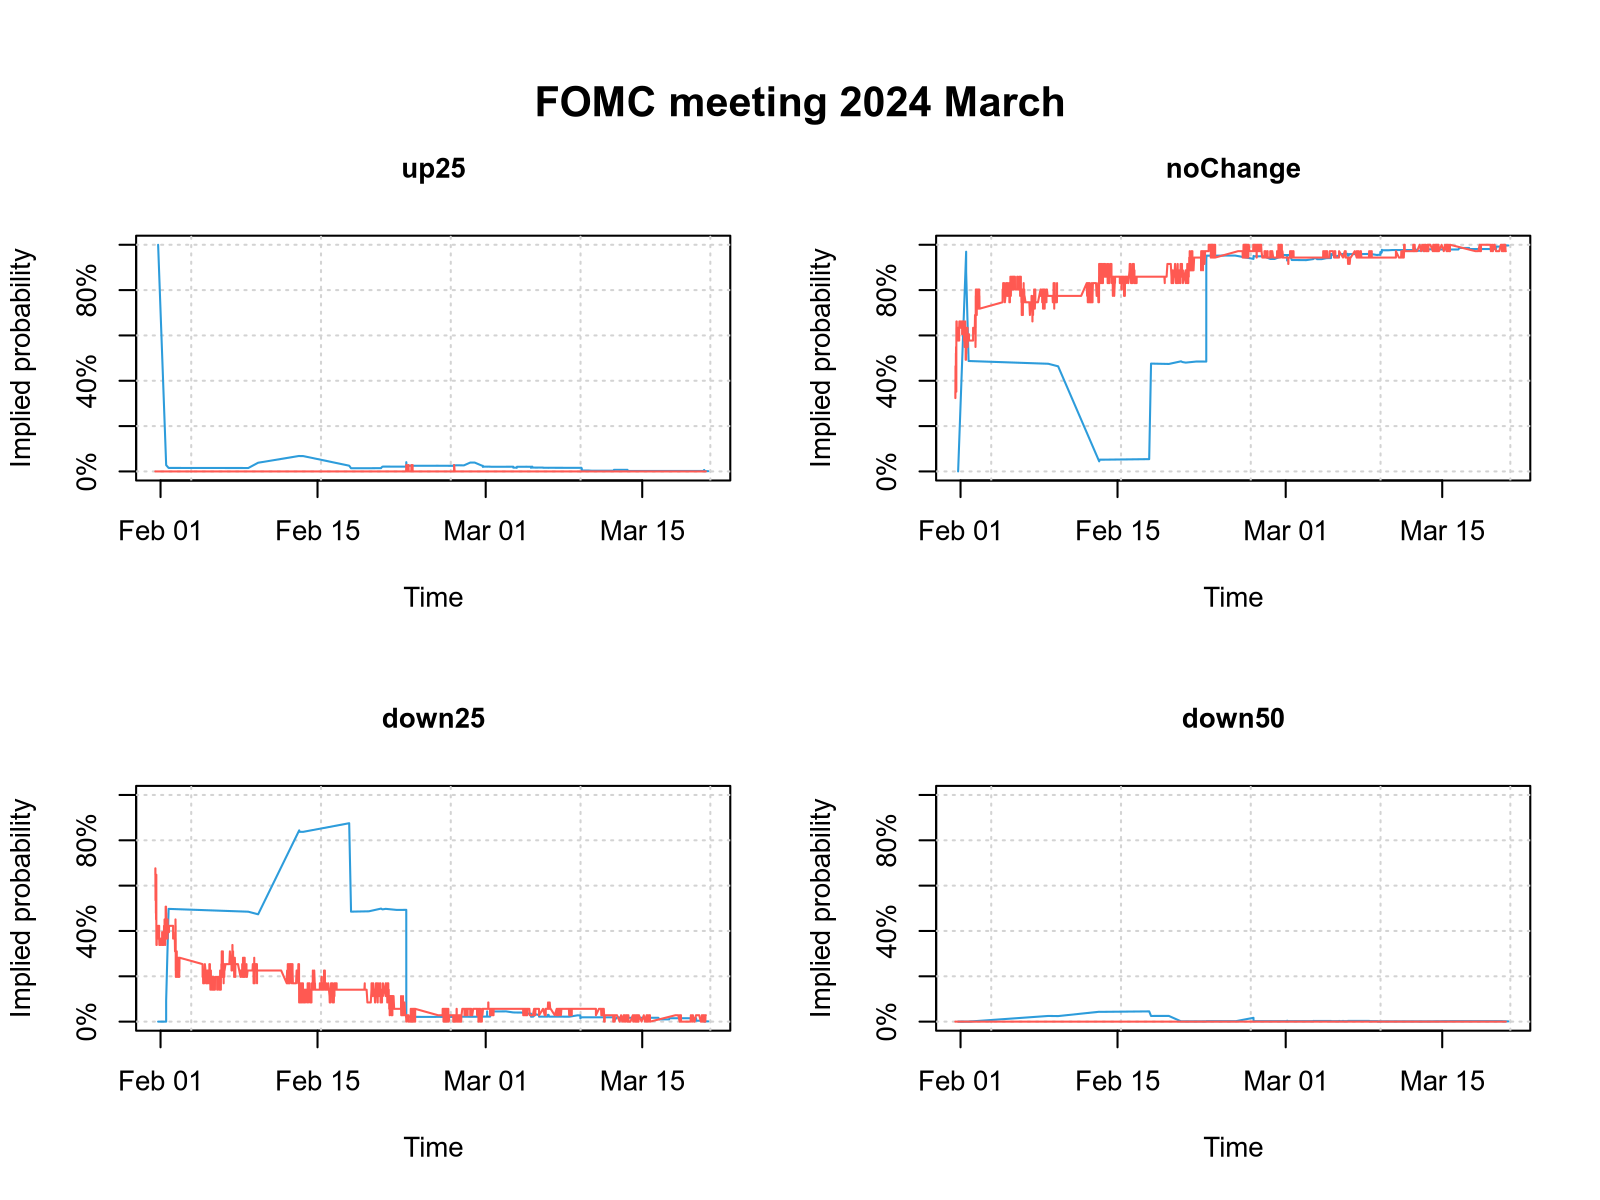 FOMC meeting 2024 March
up25
Implied probability
0%
40%
80%
Feb 01
Feb 15
Mar 01
Mar 15
Time
noChange
Implied probability
0%
40%
80%
Feb 01
Feb 15
Mar 01
Mar 15
Time
down25
Implied probability
0%
40%
80%
Feb 01
Feb 15
Mar 01
Mar 15
Time
down50
Implied probability
0%
40%
80%
Feb 01
Feb 15
Mar 01
Mar 15
Time